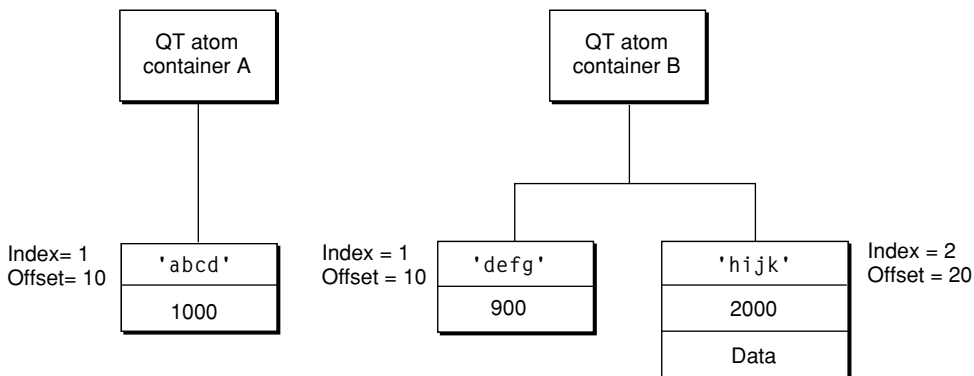 QT atom
container A
QT atom
container B
Index= 1
Offset= 10
'abcd'
1000
Index = 1
Offset = 10
'defg'
900
'hijk'
2000
Data
Index = 2
Offset = 20